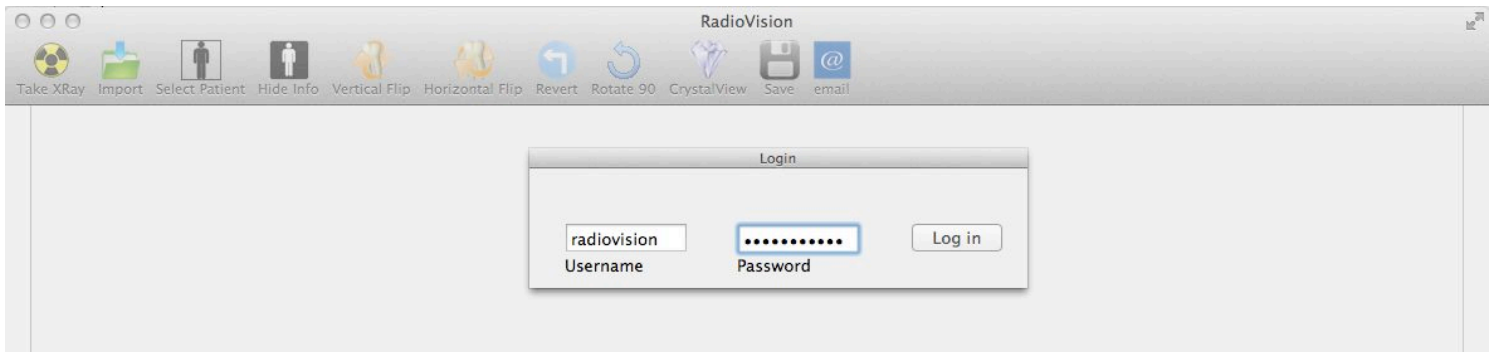 RadioVision
Take XRay Import Select Patient Hide Info Vertical Flip Horizontal Flip Revert Rotate 90 CrystalView Save email
Login
radiovision ●●●●●●●●●●● Log in
Username Password